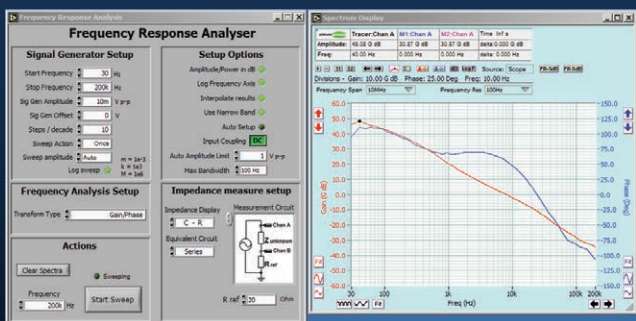 Frequency Response Analysis
Frequency Response Analyser
Signal Generator Setup
Start Frequency 30 Hz
Stop Frequency 200k Hz
Sig Gen Amplitude 10m V p-p
Sig Gen Offset 0 V
Steps / decade 10
Sweep Action Once
Sweep amplitude Auto
Log sweep
m = 1e-3
k = 1e3
M = 1e6
Frequency Analysis Setup
Transform Type Gain/Phase
Actions
Clear Spectra
Sweeping
Frequency
200k Hz
Start Sweep
Setup Options
Amplitude/Power in dB
Log Frequency Axis
Interpolate results
Use Narrow Band
Auto Setup
Input Coupling DC
Auto Amplitude Limit 1 V p-p
Max Bandwidth 100 Hz
Impedance measure setup
Impedance Display
C - R
Equivalent Circuit
Series
Measurement Circuit
Chan A
Z unknown
Chan B
R ref
R ref 20 Ohm
Spectrum Display
Tracer:Chan A M1:Chan A M2:Chan A Time Inf s
Amplitude: 48.08 G dB 30.87 G dB 30.87 G dB delta 0.000 G dB
Freq: 40.00 Hz delta 0.000 Hz
Source: Scope
Divisions - Gain: 10.00 G dB Phase: 25.00 Deg Freq: 10.00 Hz
Frequency Span 10MHz Frequency Res 100Hz
Gain (G dB)
60.0
50.0
40.0
30.0
20.0
10.0
0.0
-10.0
-20.0
-30.0
-40.0
-50.0
-60.0
Phase (Deg)
150.0
125.0
100.0
75.0
50.0
25.0
0.0
-25.0
-50.0
-75.0
-100.0
-125.0
-150.0
30 100 1k 10k 100k 200k
Freq (Hz)
Fit
Fit
Fit